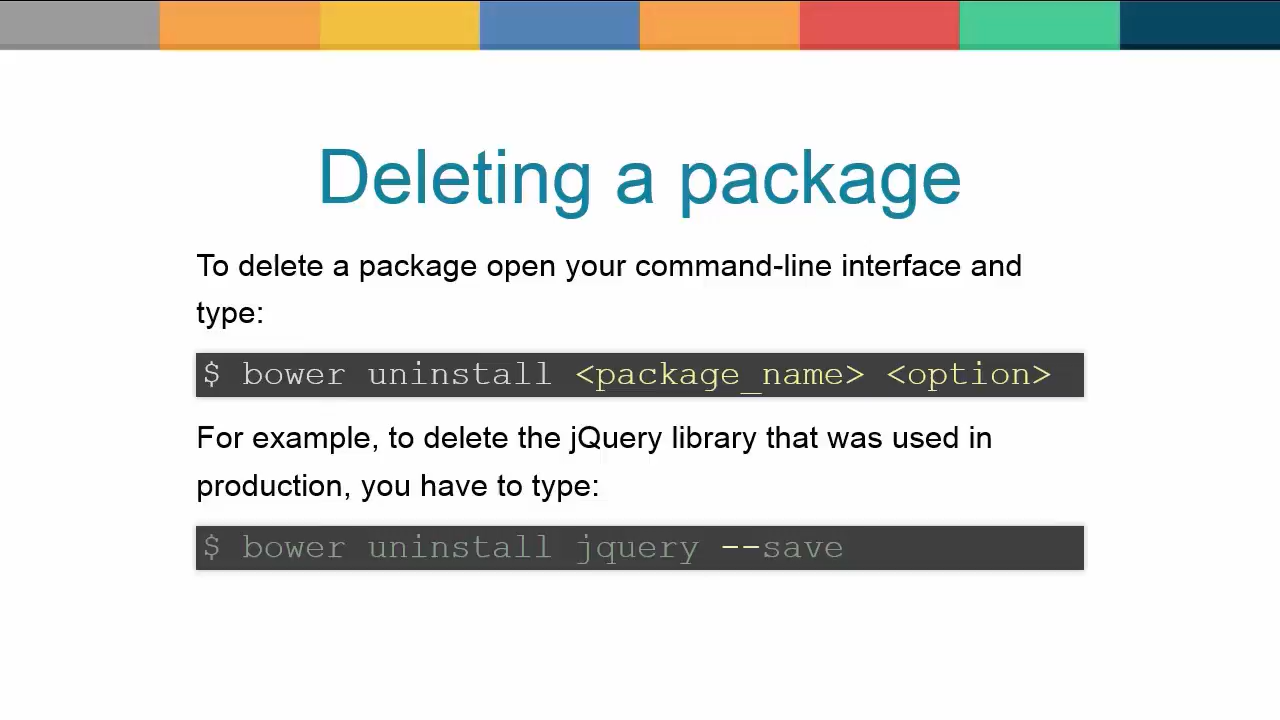 Deleting a package
To delete a package open your command-line interface and
type:
$ bower uninstall <package_name> <option>
For example, to delete the jQuery library that was used in
production, you have to type:
$ bower uninstall jquery --save